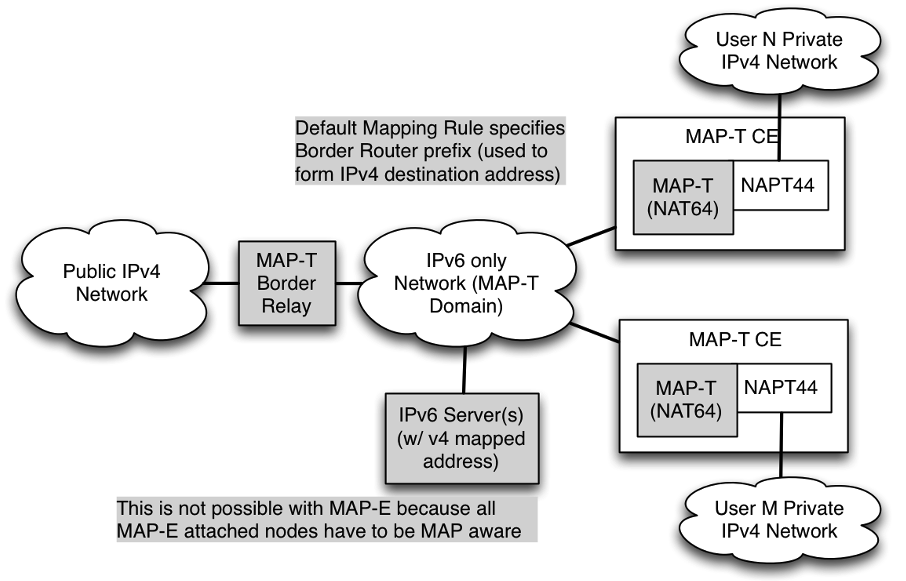 User N Private
IPv4 Network
Default Mapping Rule specifies
Border Router prefix (used to
form IPv4 destination address)
MAP-T CE
MAP-T
(NAT64)
NAPT44
Public IPv4
Network
MAP-T
Border
Relay
IPv6 only
Network (MAP-T
Domain)
MAP-T CE
MAP-T
(NAT64)
NAPT44
IPv6 Server(s)
(w/ v4 mapped
address)
This is not possible with MAP-E because all
MAP-E attached nodes have to be MAP aware
User M Private
IPv4 Network